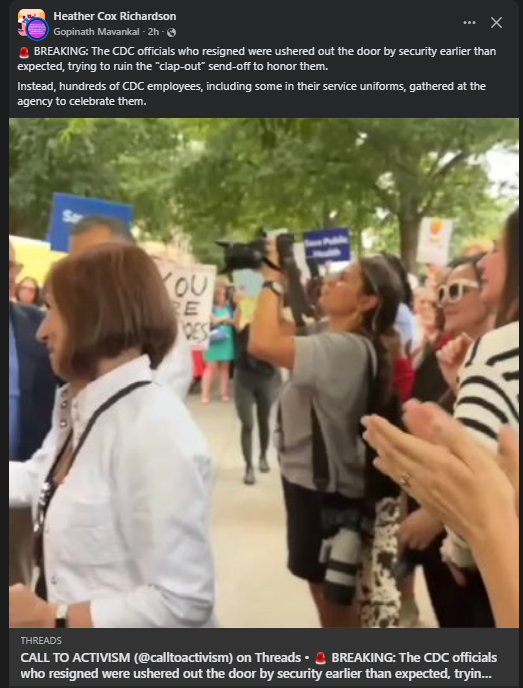 Heather Cox Richardson
Gopinath Mavankal · 2h ·
🚨 BREAKING: The CDC officials who resigned were ushered out the door by security earlier than
expected, trying to ruin the "clap-out" send-off to honor them.
Instead, hundreds of CDC employees, including some in their service uniforms, gathered at the
agency to celebrate them.
Save Public
Health
YOU
THREADS
CALL TO ACTIVISM (@calltoactivism) on Threads • 🚨 BREAKING: The CDC officials
who resigned were ushered out the door by security earlier than expected, tryin...